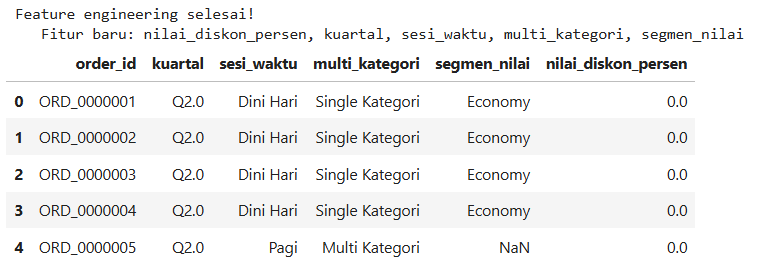 Feature engineering selesai!
Fitur baru: nilai_diskon_persen, kuartal, sesi_waktu, multi_kategori, segmen_nilai
order_id kuartal sesi_waktu multi_kategori segmen_nilai nilai_diskon_persen
0 ORD_0000001 Q2.0 Dini Hari Single Kategori Economy 0.0
1 ORD_0000002 Q2.0 Dini Hari Single Kategori Economy 0.0
2 ORD_0000003 Q2.0 Dini Hari Single Kategori Economy 0.0
3 ORD_0000004 Q2.0 Dini Hari Single Kategori Economy 0.0
4 ORD_0000005 Q2.0 Pagi Multi Kategori NaN 0.0